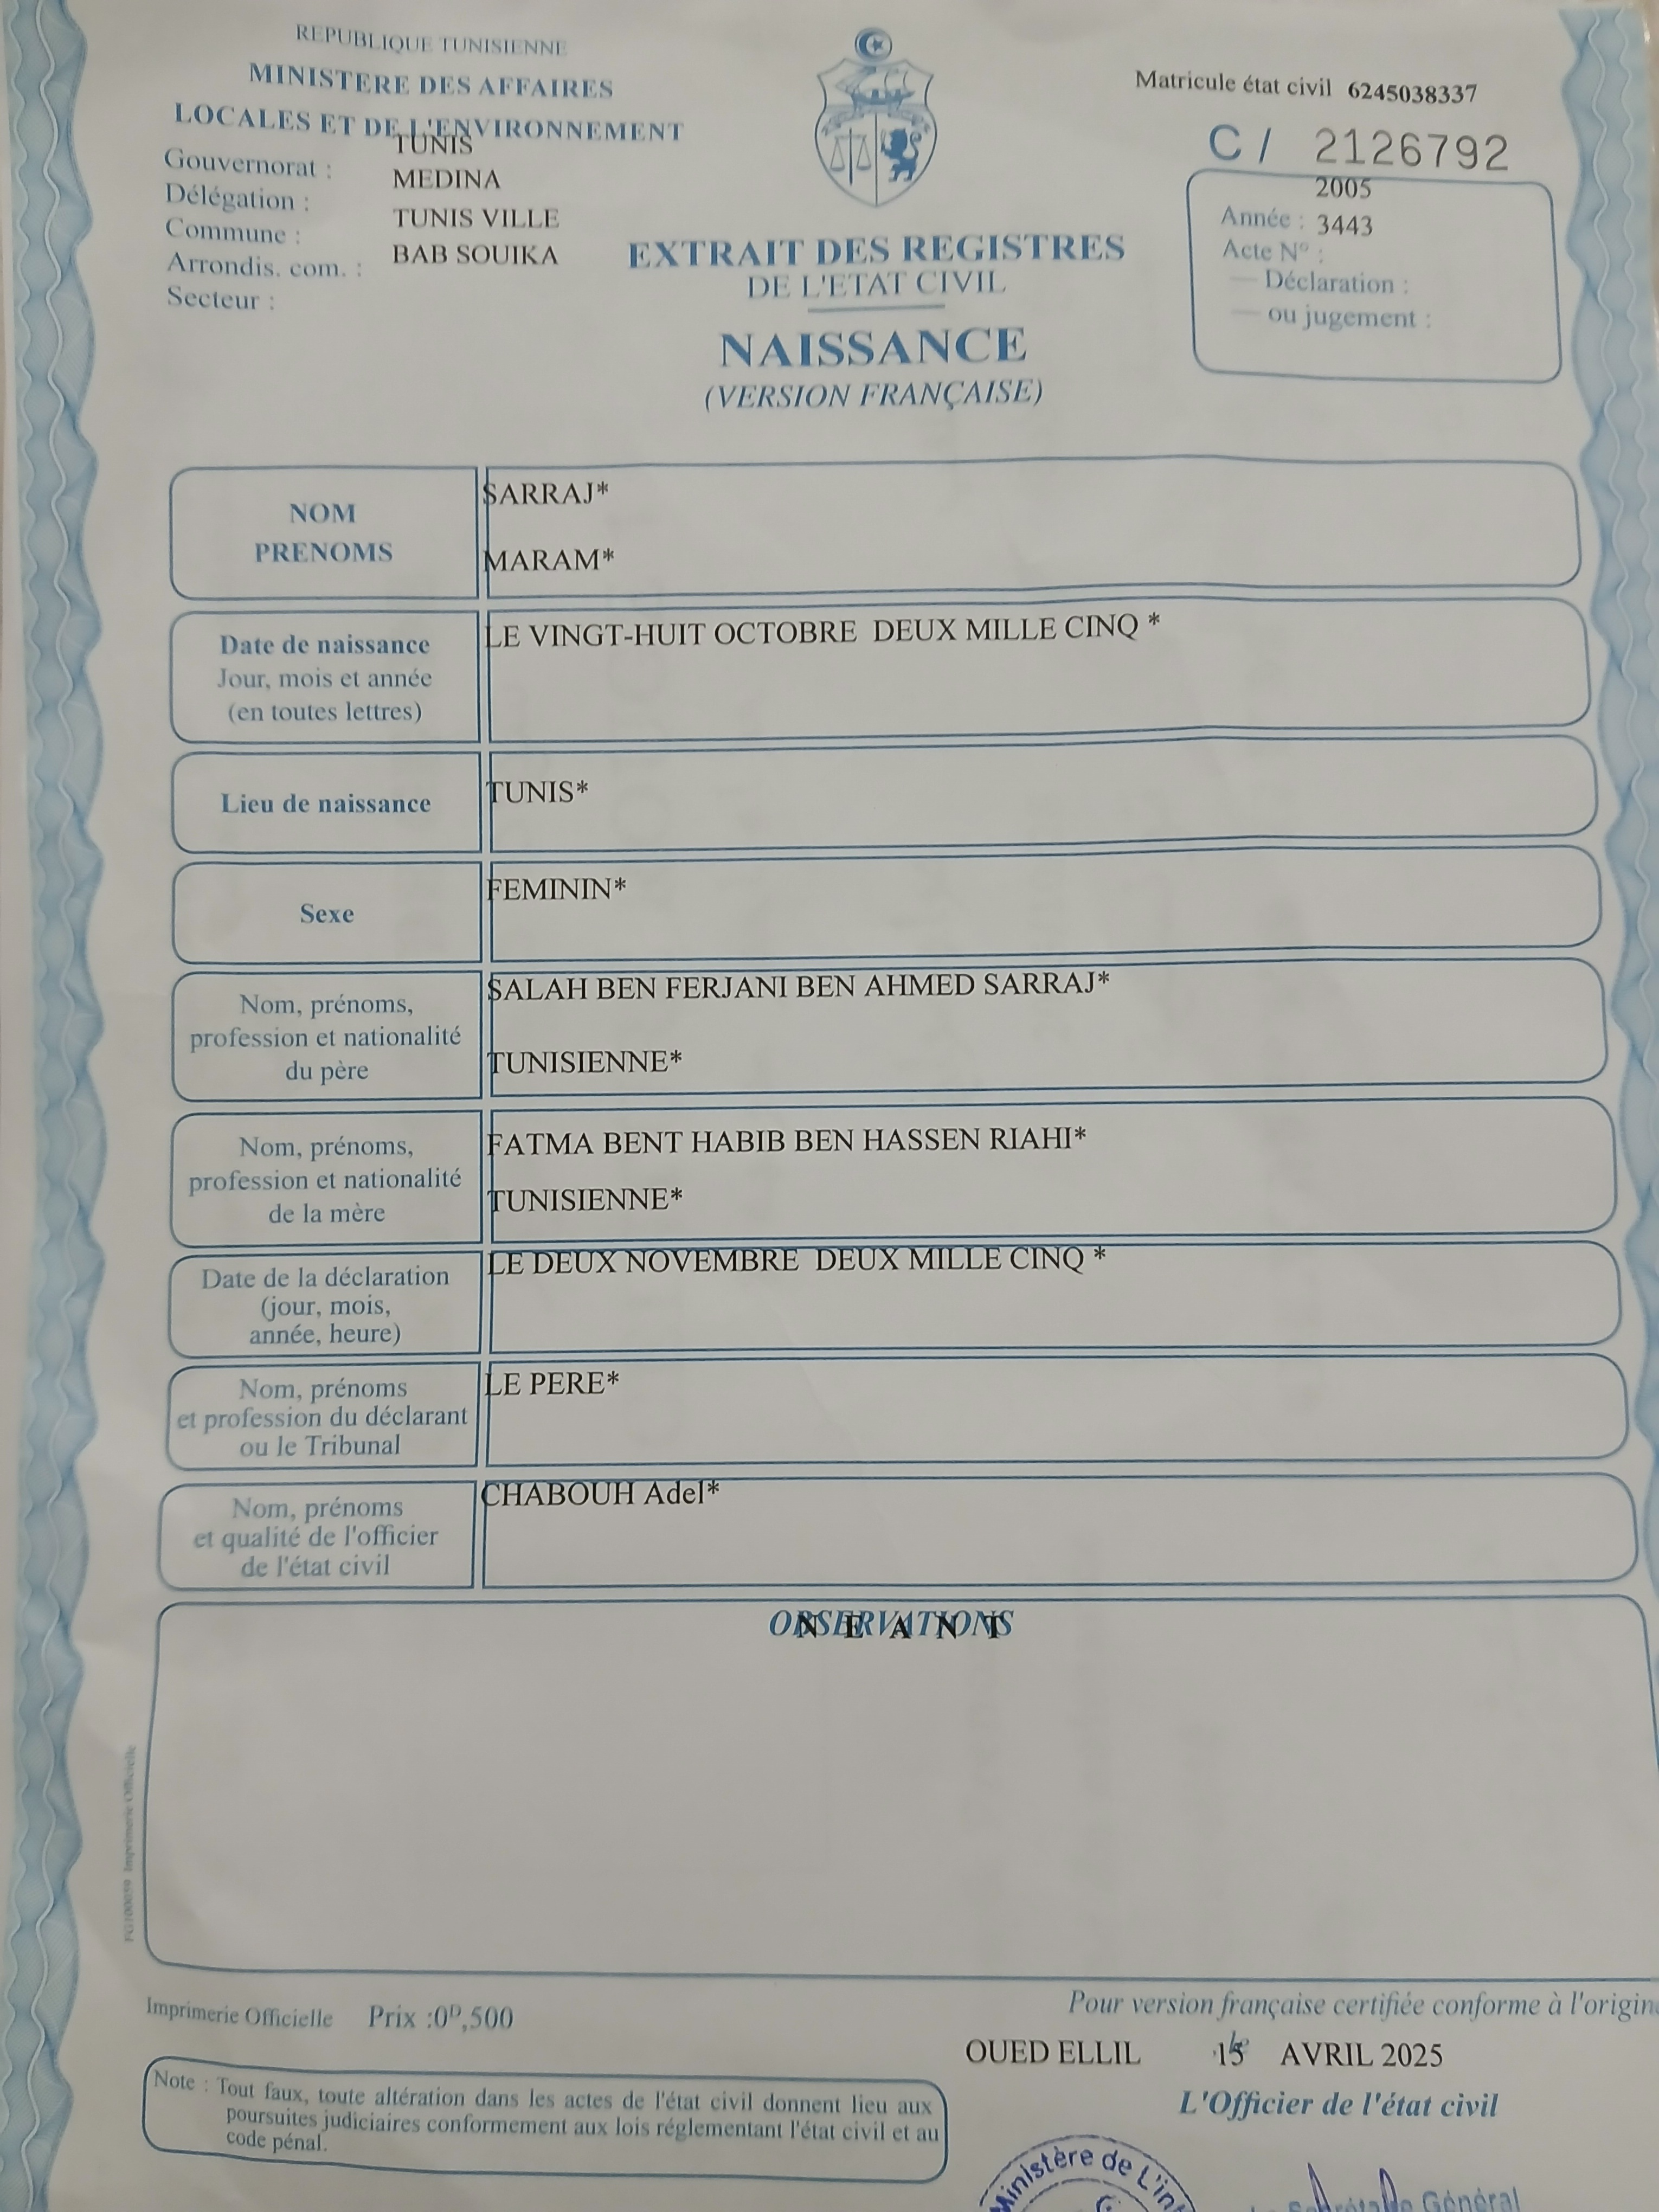 REPUBLIQUE TUNISIENNE
MINISTERE DES AFFAIRES
LOCALES ET DE L'ENVIRONNEMENT
Gouvernorat : TUNIS
Délégation : MEDINA
Commune : TUNIS VILLE
Arrondis. com. : BAB SOUIKA
Secteur :
Matricule état civil 6245038337
C / 2126792
2005
Année : 3443
Acte N° :
— Déclaration :
— ou jugement :
EXTRAIT DES REGISTRES
DE L'ETAT CIVIL
NAISSANCE
(VERSION FRANÇAISE)
NOM SARRAJ*
PRENOMS MARAM*
Date de naissance LE VINGT-HUIT OCTOBRE DEUX MILLE CINQ *
Jour, mois et année
(en toutes lettres)
Lieu de naissance TUNIS*
Sexe FEMININ*
Nom, prénoms, SALAH BEN FERJANI BEN AHMED SARRAJ*
profession et nationalité
du père TUNISIENNE*
Nom, prénoms, FATMA BENT HABIB BEN HASSEN RIAHI*
profession et nationalité TUNISIENNE*
de la mère
Date de la déclaration LE DEUX NOVEMBRE DEUX MILLE CINQ *
(jour, mois,
année, heure)
Nom, prénoms LE PERE*
et profession du déclarant
ou le Tribunal
Nom, prénoms CHABOUH Adel*
et qualité de l'officier
de l'état civil
OBSERVATIONS
N E A N T
Imprimerie Officielle
Imprimerie Officielle Prix :0ᴰ,500
Pour version française certifiée conforme à l'origin
OUED ELLIL le 15 AVRIL 2025
L'Officier de l'état civil
Note : Tout faux, toute altération dans les actes de l'état civil donnent lieu aux
poursuites judiciaires conformement aux lois réglementant l'état civil et au
code pénal.
Ministère de L'int
Secrétaire Général